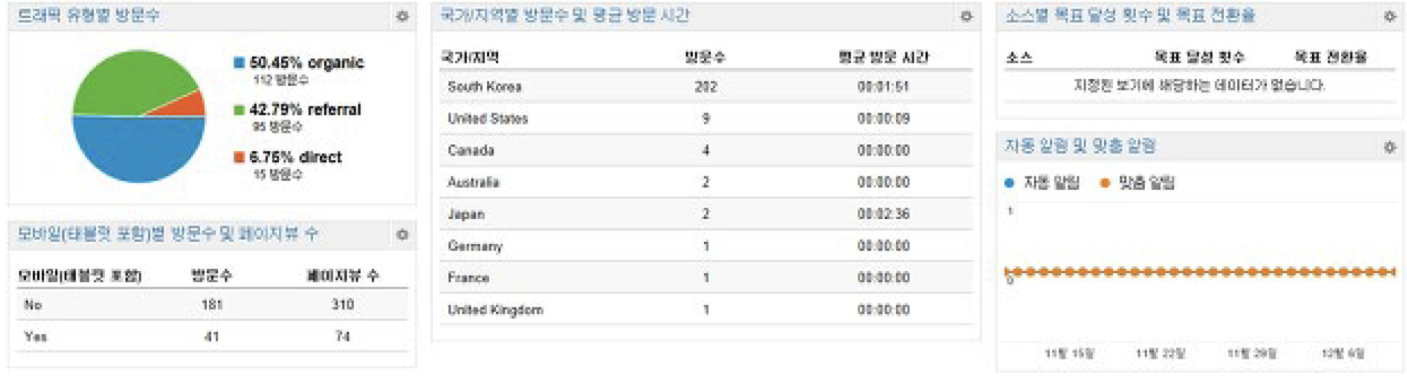 트래픽 유형별 방문수
50.45% organic
112 방문수
42.79% referral
95 방문수
6.75% direct
15 방문수
모바일(태블릿 포함)별 방문수 및 페이지뷰 수
모바일(태블릿 포함) 방문수 페이지뷰 수
No 181 310
Yes 41 74
국가/지역별 방문수 및 평균 방문 시간
국가/지역 방문수 평균 방문 시간
South Korea 202 00:01:51
United States 9 00:00:09
Canada 4 00:00:00
Australia 2 00:00:00
Japan 2 00:02:36
Germany 1 00:00:00
France 1 00:00:00
United Kingdom 1 00:00:00
소스별 목표 달성 횟수 및 목표 전환율
소스 목표 달성 횟수 목표 전환율
지정된 보기에 해당하는 데이터가 없습니다.
자동 알림 및 맞춤 알림
자동 알림 맞춤 알림
1
0
11월 15일 11월 22일 11월 29일 12월 6일